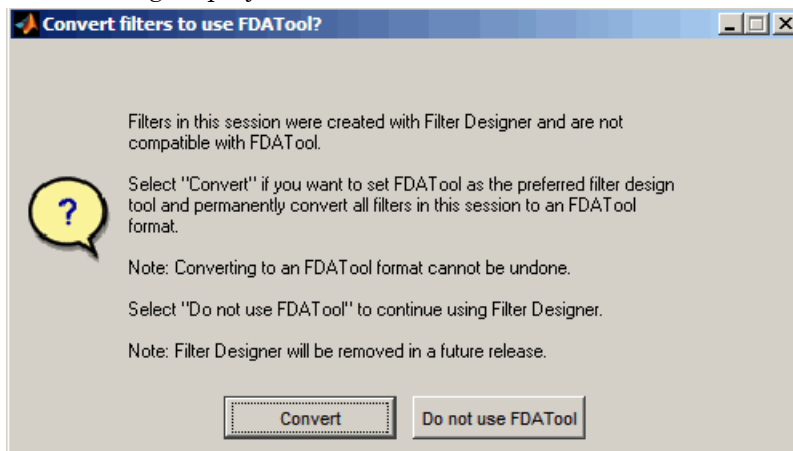 Convert filters to use FDATool?
Filters in this session were created with Filter Designer and are not
compatible with FDATool.
Select "Convert" if you want to set FDATool as the preferred filter design
tool and permanently convert all filters in this session to an FDATool
format.
?
Note: Converting to an FDATool format cannot be undone.
Select "Do not use FDATool" to continue using Filter Designer.
Note: Filter Designer will be removed in a future release.
Convert
Do not use FDATool